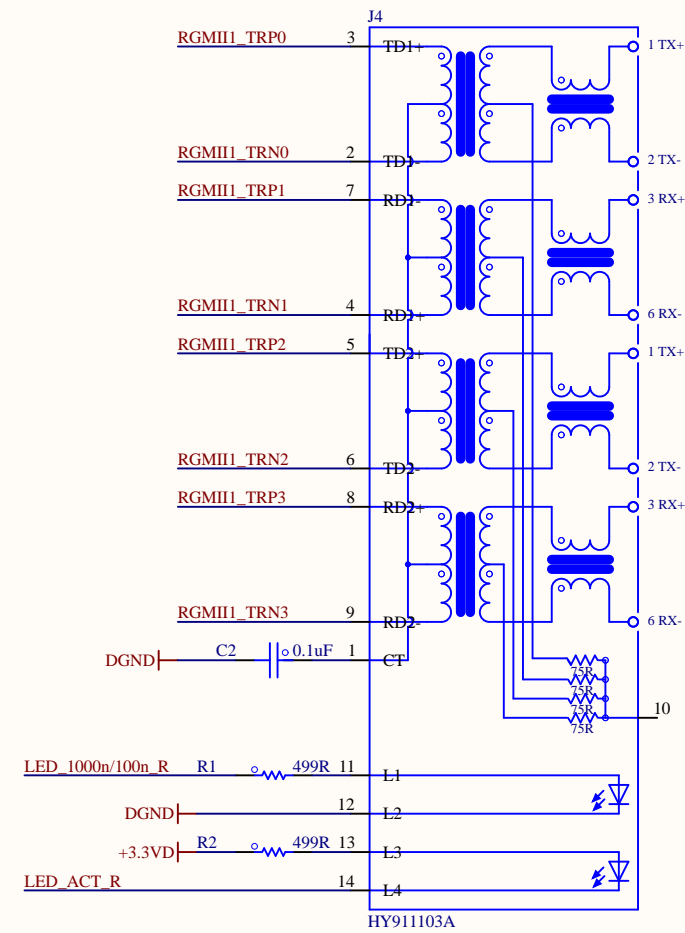 J4
RGMII1_TRP0 3 TD1+ 1 TX+
RGMII1_TRN0 2 TD1- 2 TX-
RGMII1_TRP1 7 RD1- 3 RX+
RGMII1_TRN1 4 RD1+ 6 RX-
RGMII1_TRP2 5 TD2+ 1 TX+
RGMII1_TRN2 6 TD2- 2 TX-
RGMII1_TRP3 8 RD2+ 3 RX+
RGMII1_TRN3 9 RD2- 6 RX-
DGND C2 0.1uF 1 CT
75R
75R
75R
10
75R
LED_1000n/100n_R R1 499R 11 L1
DGND 12 L2
+3.3VD R2 499R 13 L3
LED_ACT_R 14 L4
HY911103A